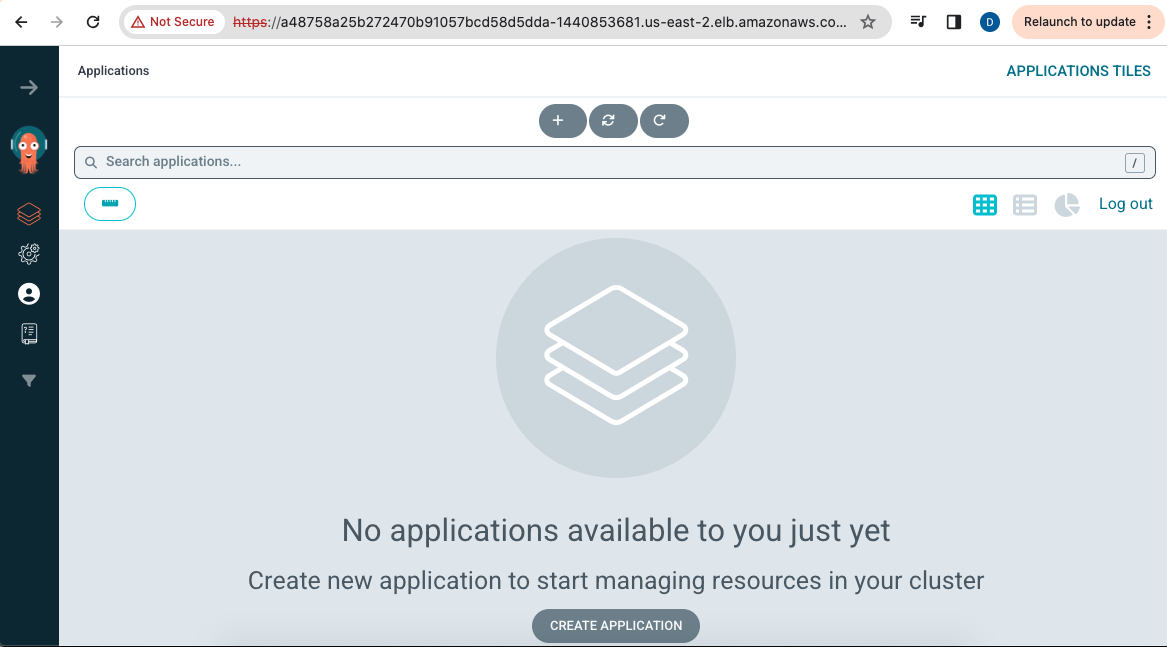 Not Secure https://a48758a25b272470b91057bcd58d5dda-1440853681.us-east-2.elb.amazonaws.co... D Relaunch to update
Applications APPLICATIONS TILES
+
Search applications... /
Log out
No applications available to you just yet
Create new application to start managing resources in your cluster
CREATE APPLICATION